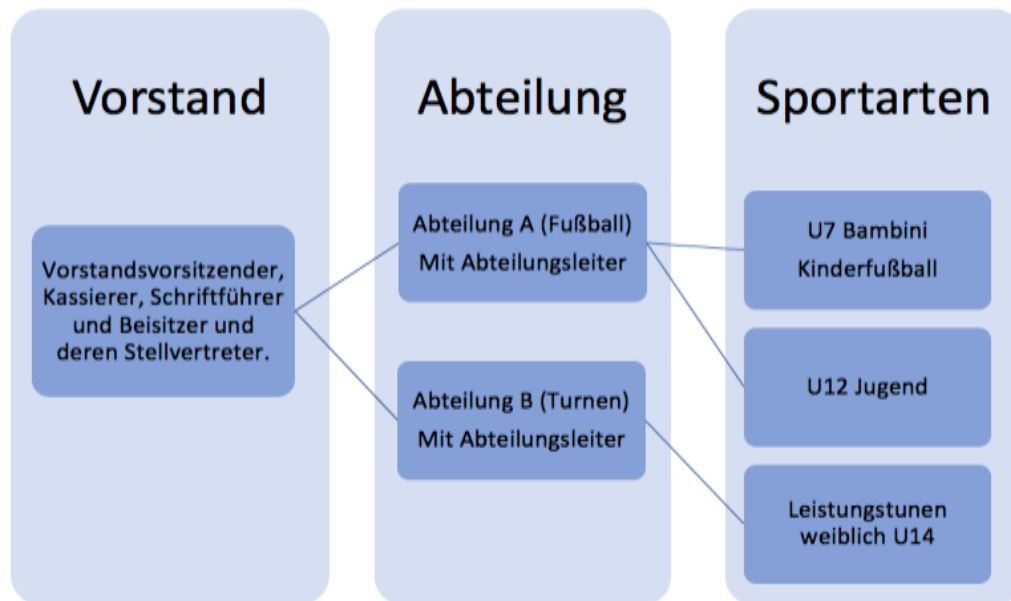 Vorstand
Vorstandsvorsitzender,
Kassierer, Schriftführer
und Beisitzer und
deren Stellvertreter.
Abteilung
Abteilung A (Fußball)
Mit Abteilungsleiter
Abteilung B (Turnen)
Mit Abteilungsleiter
Sportarten
U7 Bambini
Kinderfußball
U12 Jugend
Leistungstunen
weiblich U14